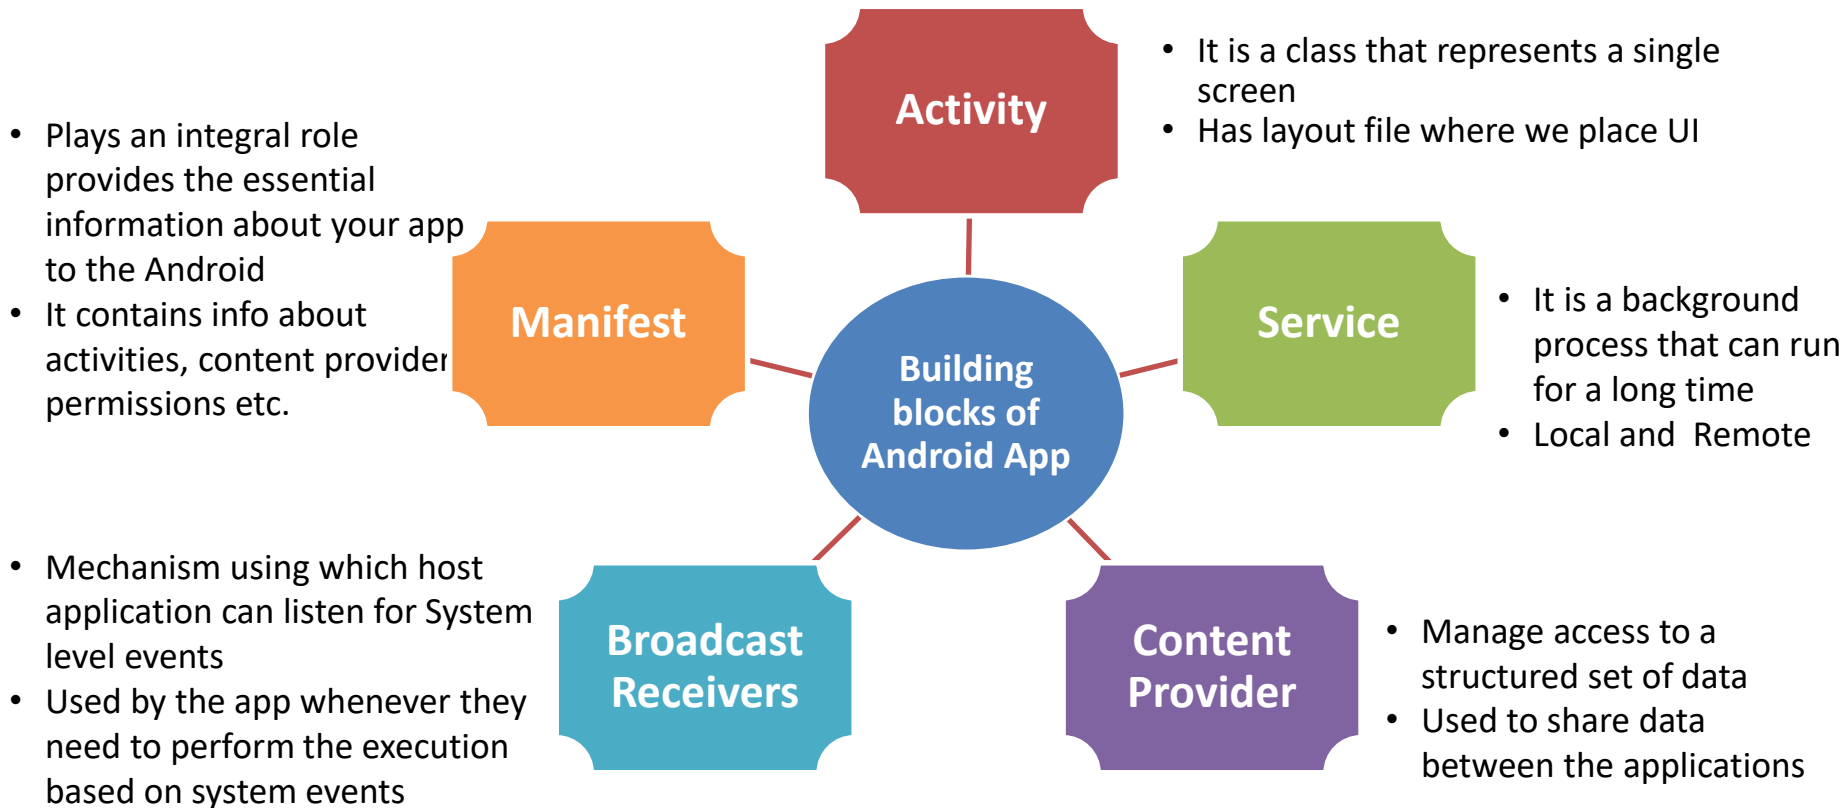 Activity
• It is a class that represents a single
screen
• Has layout file where we place UI
• Plays an integral role
provides the essential
information about your app
to the Android
• It contains info about
activities, content provider
permissions etc.
Manifest
Building
blocks of
Android App
Service
• It is a background
process that can run
for a long time
• Local and Remote
• Mechanism using which host
application can listen for System
level events
• Used by the app whenever they
need to perform the execution
based on system events
Broadcast
Receivers
Content
Provider
• Manage access to a
structured set of data
• Used to share data
between the applications